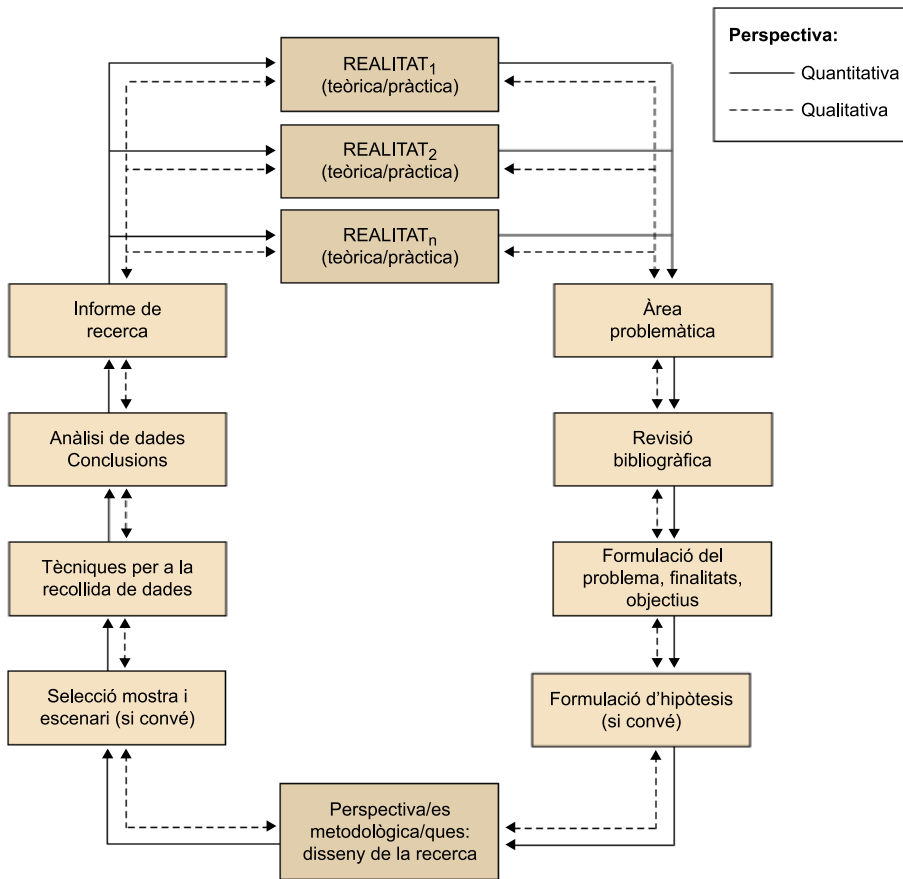 Perspectiva:
Quantitativa
Qualitativa
REALITAT1
(teòrica/pràctica)
REALITAT2
(teòrica/pràctica)
REALITATn
(teòrica/pràctica)
Informe de
recerca
Àrea
problemàtica
Anàlisi de dades
Conclusions
Revisió
bibliogràfica
Tècniques per a la
recollida de dades
Formulació del
problema, finalitats,
objectius
Selecció mostra i
escenari (si convé)
Formulació d’hipòtesis
(si convé)
Perspectiva/es
metodològica/ques:
disseny de la recerca